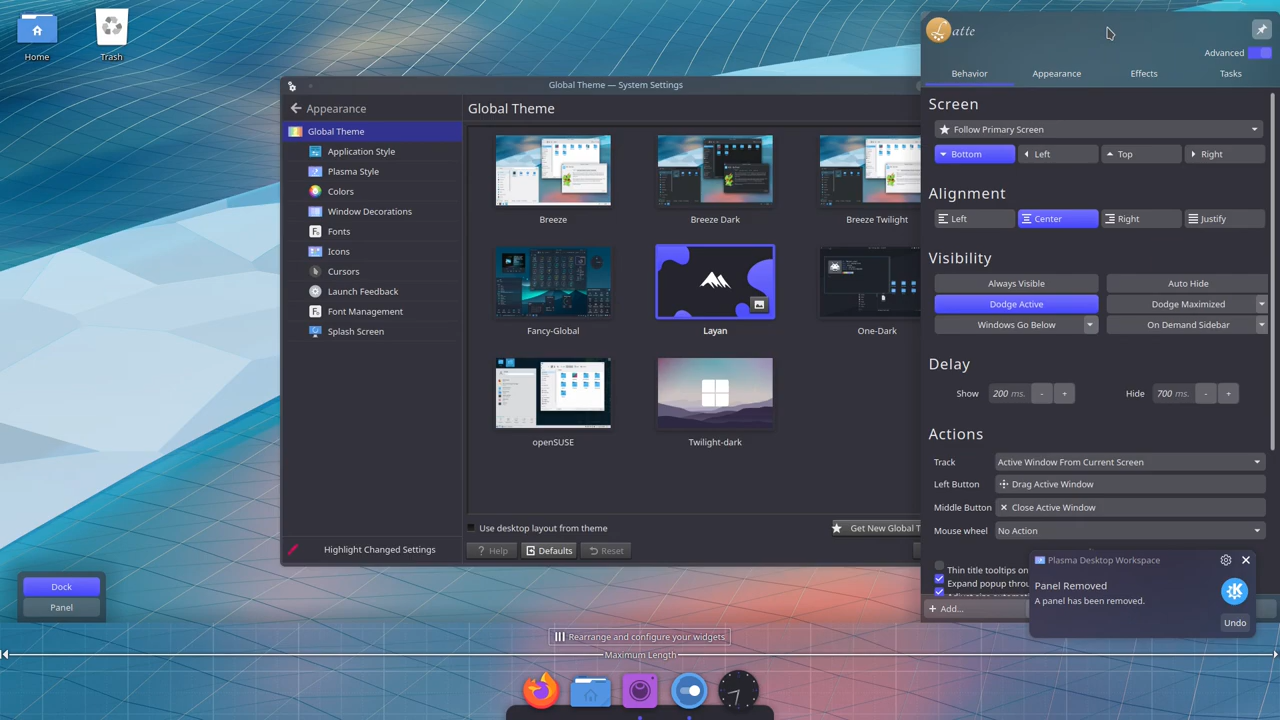 Home
Trash
Global Theme — System Settings
Appearance
Global Theme
Application Style
Plasma Style
Colors
Window Decorations
Fonts
Icons
Cursors
Launch Feedback
Font Management
Splash Screen
Highlight Changed Settings
Global Theme
Breeze
Breeze Dark
Breeze Twilight
Fancy-Global
Layan
One-Dark
openSUSE
Twilight-dark
Use desktop layout from theme
Get New Global T
? Help
Defaults
Reset
Latte
Advanced
Behavior
Appearance
Effects
Tasks
Screen
Follow Primary Screen
Bottom
Left
Top
Right
Alignment
Left
Center
Right
Justify
Visibility
Always Visible
Auto Hide
Dodge Active
Dodge Maximized
Windows Go Below
On Demand Sidebar
Delay
Show 200 ms. - +
Hide 700 ms. - +
Actions
Track Active Window From Current Screen
Left Button Drag Active Window
Middle Button Close Active Window
Mouse wheel No Action
Thin title tooltips on
Expand popup throu
+ Add...
Plasma Desktop Workspace
Panel Removed
A panel has been removed.
Undo
Dock
Panel
Rearrange and configure your widgets
Maximum Length